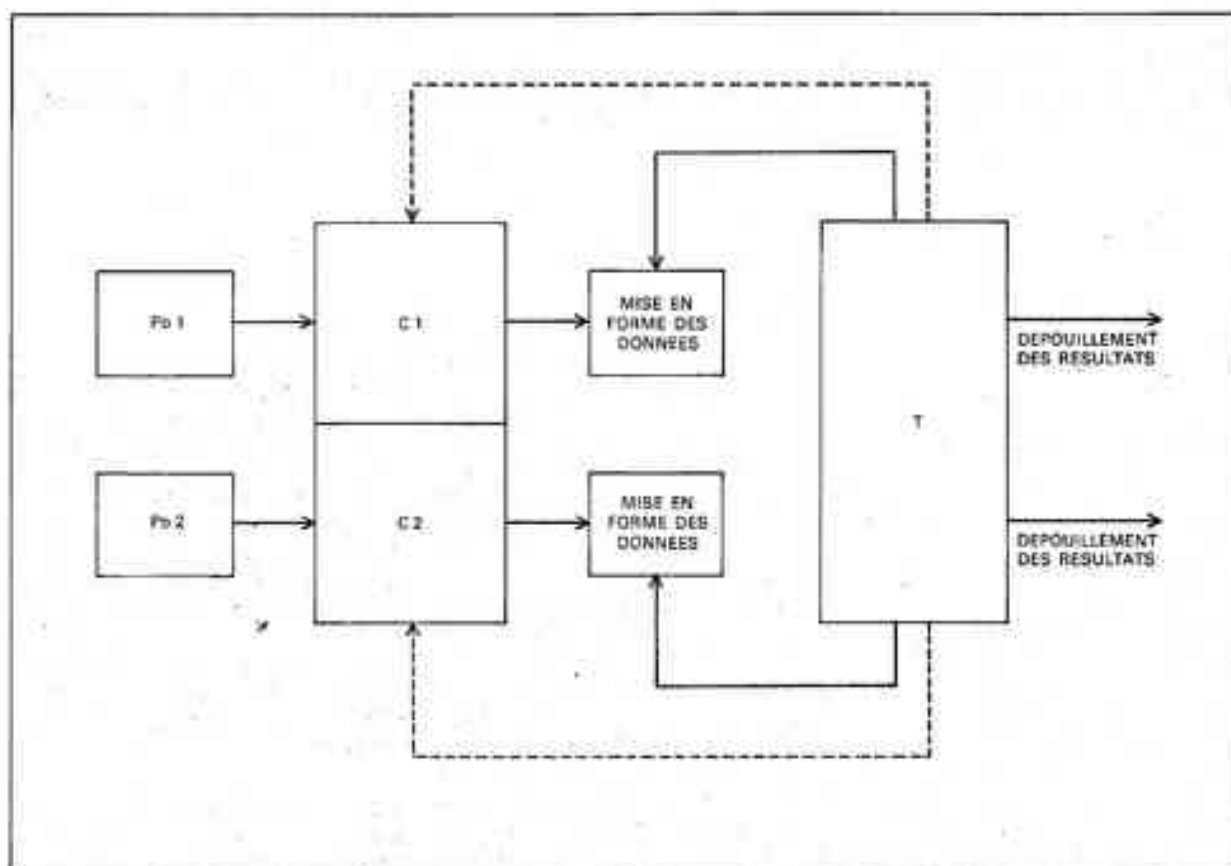 Pb 1
C 1
MISE EN
FORME DES
DONNEES
DEPOUILLEMENT
DES RESULTATS
T
Pb 2
C 2
MISE EN
FORME DES
DONNEES
DEPOUILLEMENT
DES RESULTATS